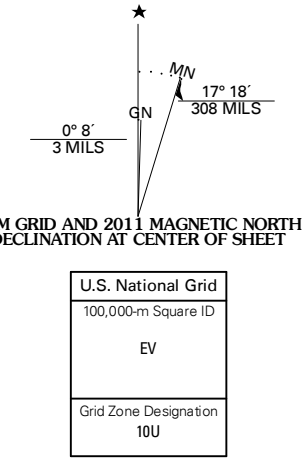 ★
MN
17° 18´
308 MILS
GN
0° 8´
3 MILS
M GRID AND 2011 MAGNETIC NORTH
DECLINATION AT CENTER OF SHEET
U.S. National Grid
100,000-m Square ID
EV
Grid Zone Designation
10U